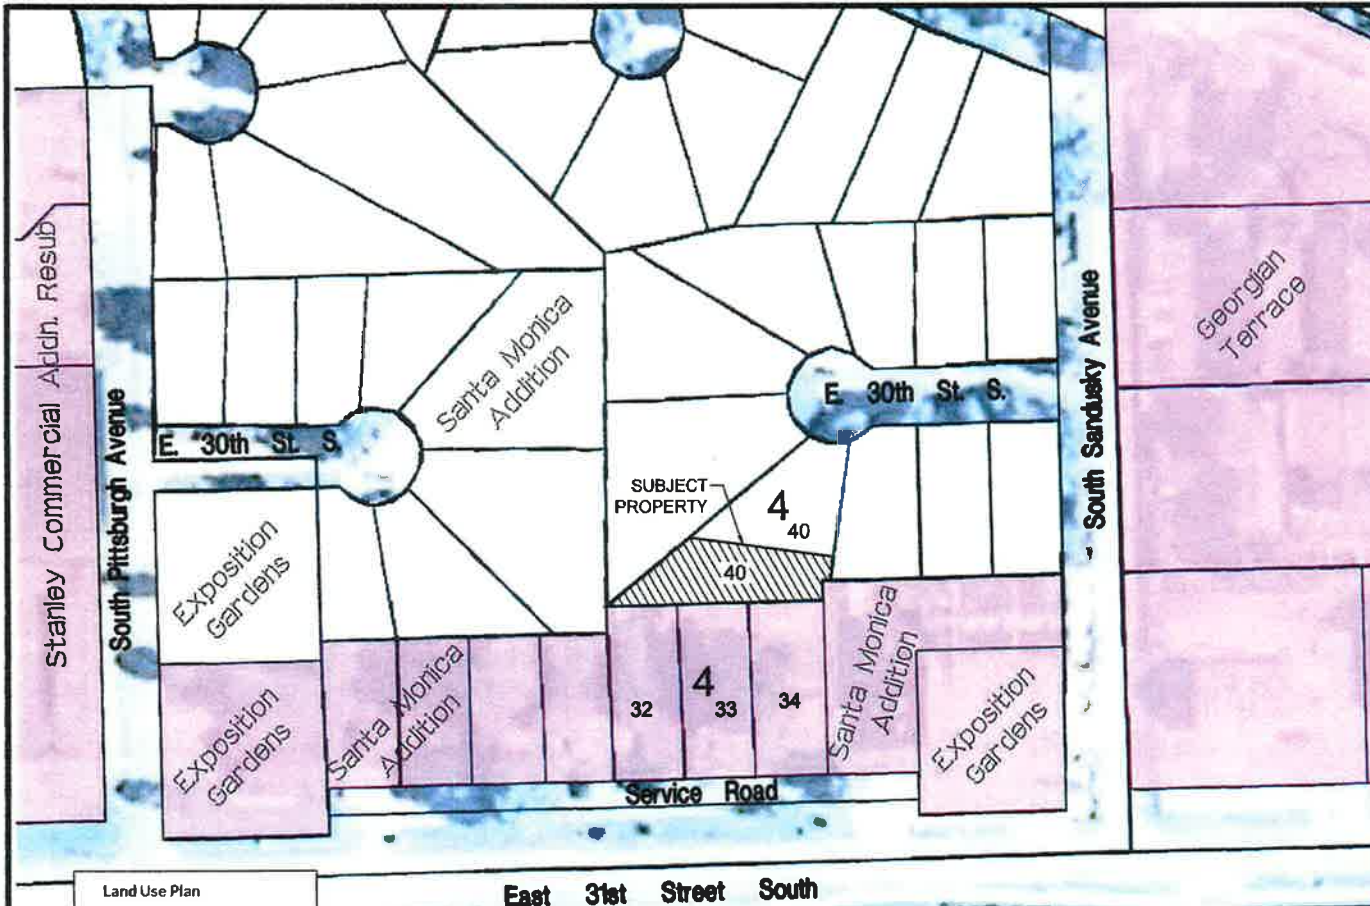 Stanley Commercial Addn. Resub
South Pittsburgh Avenue
Santa Monica
Addition
E. 30th St. S.
Exposition
Gardens
Exposition
Gardens
Santa Monica
Addition
SUBJECT
PROPERTY
4
40
40
E. 30th St. S.
South Sandusky Avenue
Georgian
Terrace
32
4
33
34
Santa Monica
Addition
Exposition
Gardens
Service Road
Land Use Plan
East 31st Street South